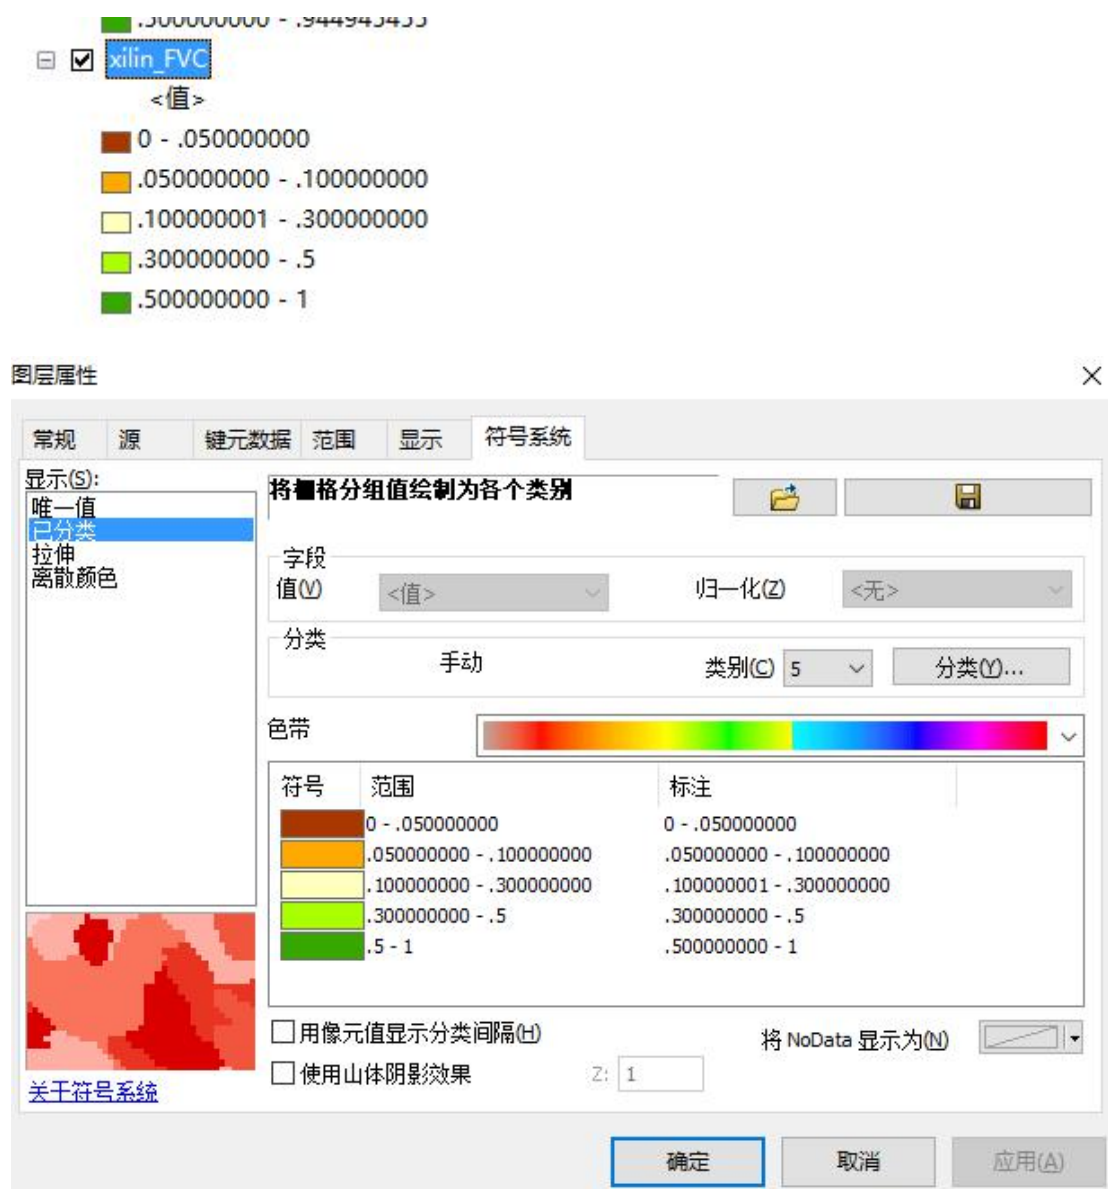 .500000000 - .944945455
xilin_FVC
<值>
0 - .050000000
.050000000 - .100000000
.100000001 - .300000000
.300000000 - .5
.500000000 - 1
图层属性
常规 源 键元数据 范围 显示 符号系统
显示(S):
唯一值
已分类
拉伸
离散颜色
将栅格分组值绘制为各个类别
字段
值(V) <值> 归一化(Z) <无>
分类
手动 类别(C) 5 分类(Y)...
色带
符号 范围 标注
0 - .050000000 0 - .050000000
.050000000 - .100000000 .050000000 - .100000000
.100000000 - .300000000 .100000001 - .300000000
.300000000 - .5 .300000000 - .5
.5 - 1 .500000000 - 1
用像元值显示分类间隔(H) 将 NoData 显示为(N)
使用山体阴影效果 Z: 1
关于符号系统
确定 取消 应用(A)